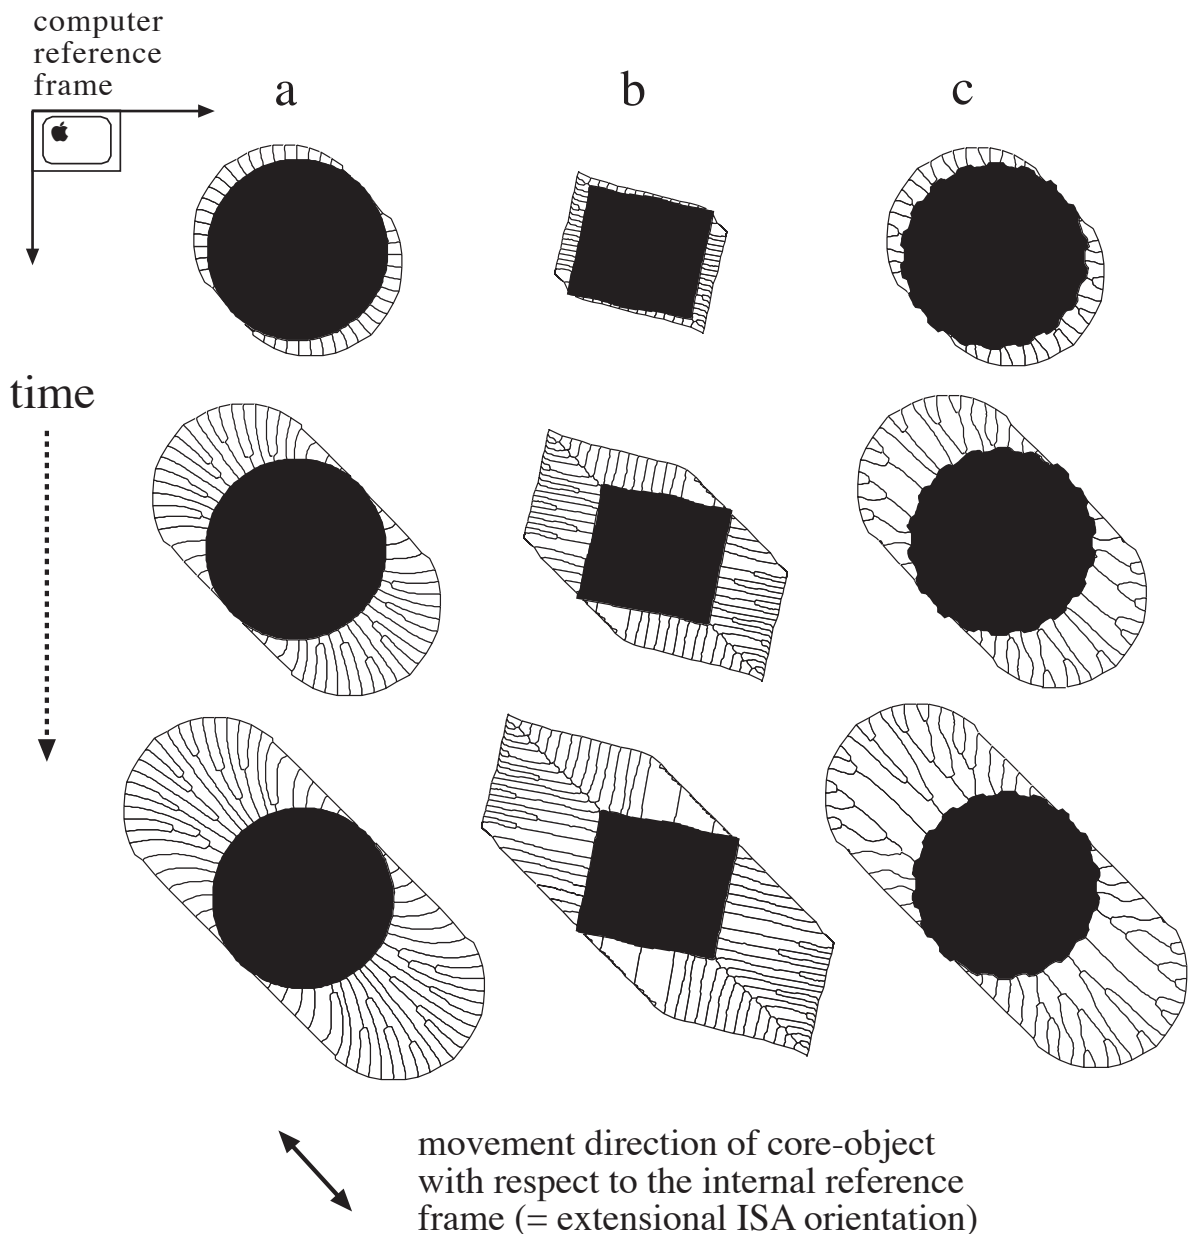 computer
reference
frame
a
b
c
time
movement direction of core-object
with respect to the internal reference
frame (= extensional ISA orientation)